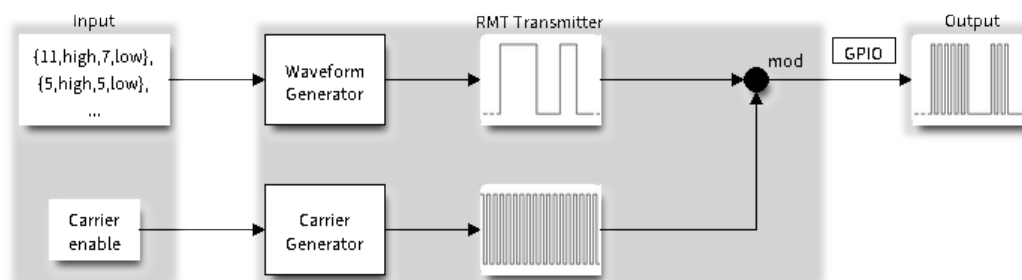 Input
RMT Transmitter
Output
{11,high,7,low},
{5,high,5,low},
...
Waveform
Generator
mod
GPIO
Carrier
enable
Carrier
Generator